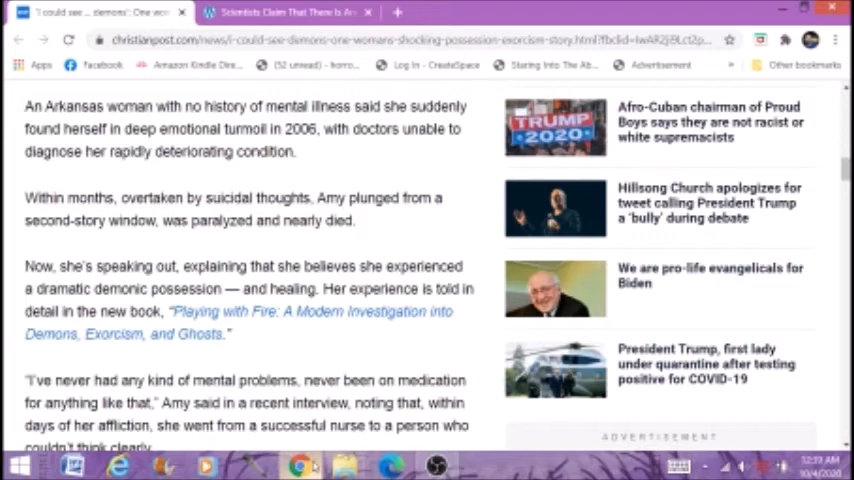 "I could see ... demons': One wom
Scientists Claim That There Is An
christianpost.com/news/i-could-see-demons-one-womans-shocking-possession-exorcism-story.html?fbclid=IwAR2j9Lct2p...
Apps Facebook Amazon Kindle Dire... (52 unread) - horro... Log In - CreateSpace Staring Into The Ab... Advertisement » Other bookmarks
An Arkansas woman with no history of mental illness said she suddenly
found herself in deep emotional turmoil in 2006, with doctors unable to
diagnose her rapidly deteriorating condition.
Within months, overtaken by suicidal thoughts, Amy plunged from a
second-story window, was paralyzed and nearly died.
Now, she's speaking out, explaining that she believes she experienced
a dramatic demonic possession — and healing. Her experience is told in
detail in the new book, "Playing with Fire: A Modern Investigation into
Demons, Exorcism, and Ghosts."
"I've never had any kind of mental problems, never been on medication
for anything like that," Amy said in a recent interview, noting that, within
days of her affliction, she went from a successful nurse to a person who
couldn't think clearly
TRUMP
2020
Afro-Cuban chairman of Proud
Boys says they are not racist or
white supremacists
Hillsong Church apologizes for
tweet calling President Trump
a 'bully' during debate
We are pro-life evangelicals for
Biden
President Trump, first lady
under quarantine after testing
positive for COVID-19
ADVERTISEMENT
12:39 AM
10/4/2020